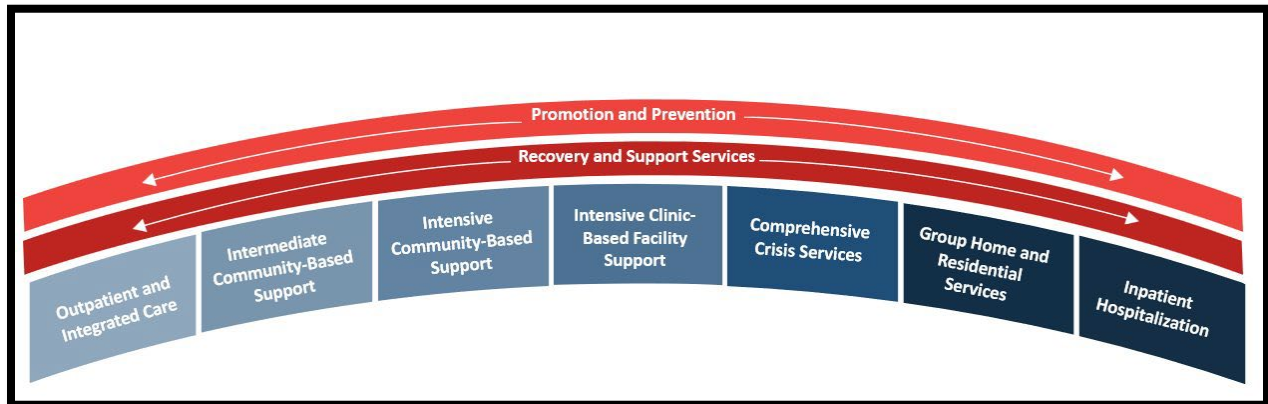 Promotion and Prevention
Recovery and Support Services
Outpatient and
Integrated Care
Intermediate
Community-Based
Support
Intensive
Community-Based
Support
Intensive Clinic-
Based Facility
Support
Comprehensive
Crisis Services
Group Home and
Residential
Services
Inpatient
Hospitalization